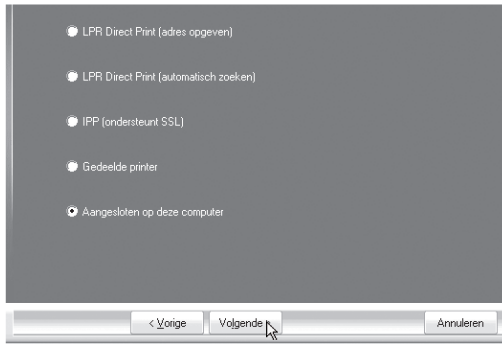 LPR Direct Print (adres opgeven)
LPR Direct Print (automatisch zoeken)
IPP (ondersteunt SSL)
Gedeelde printer
Aangesloten op deze computer
< Vorige Volgende > Annuleren